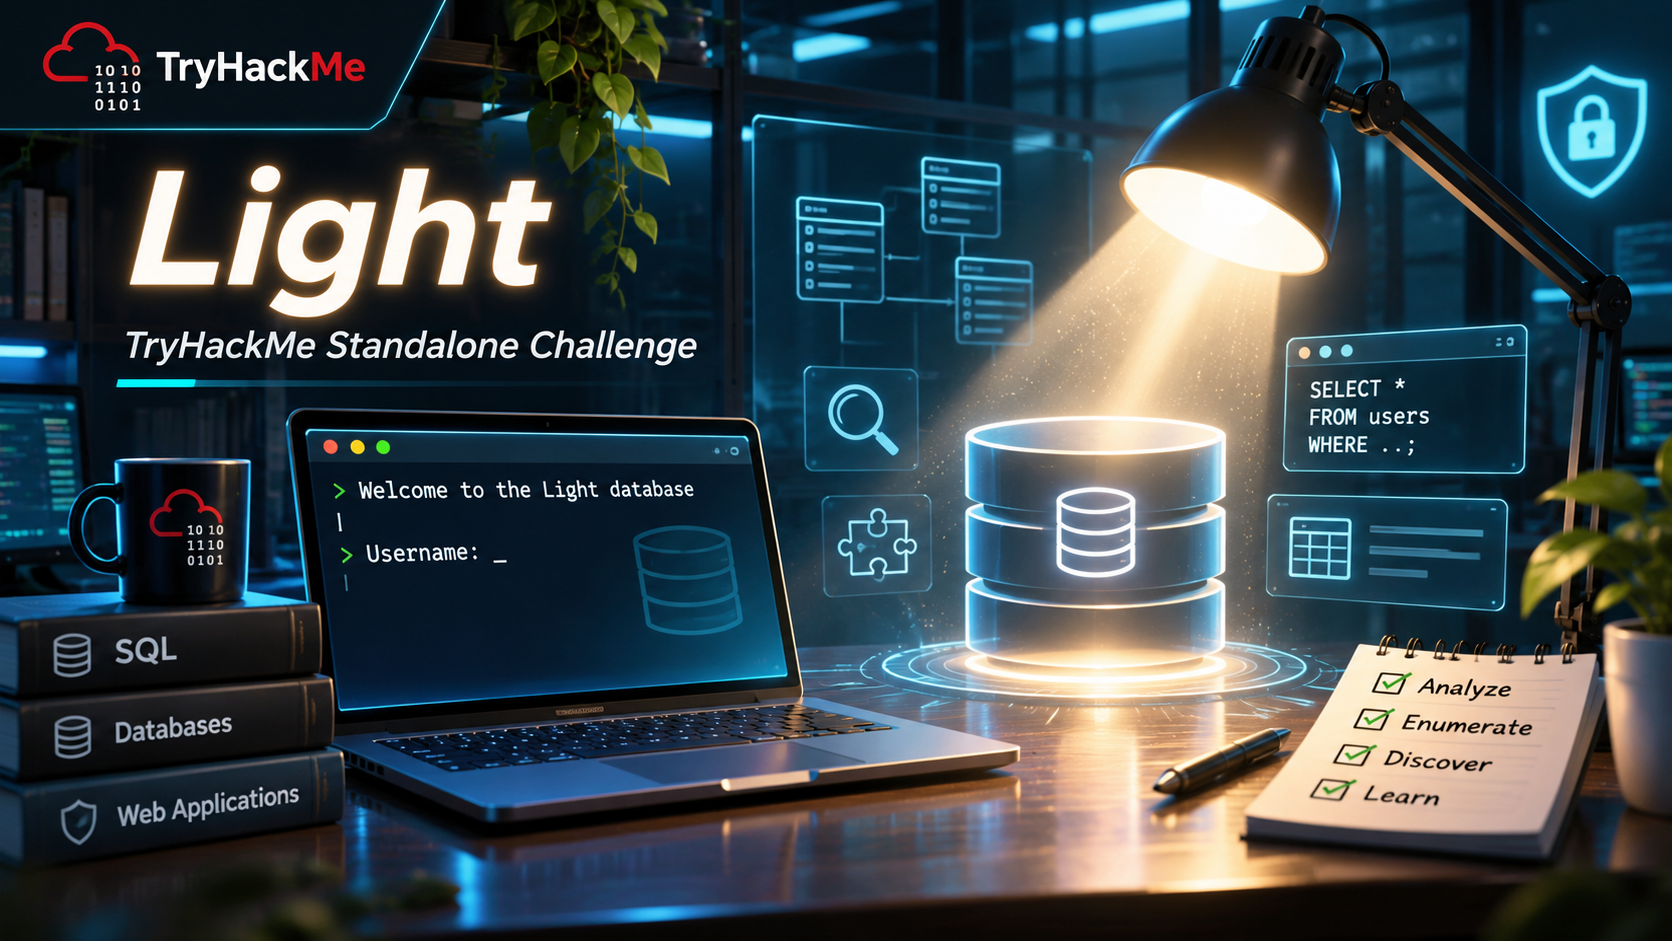 10 10
1110
0101
TryHackMe
Light
TryHackMe Standalone Challenge
> Welcome to the Light database
> Username: _
SELECT *
FROM users
WHERE ..;
10 10
1110
0101
SQL
Databases
Web Applications
Analyze
Enumerate
Discover
Learn